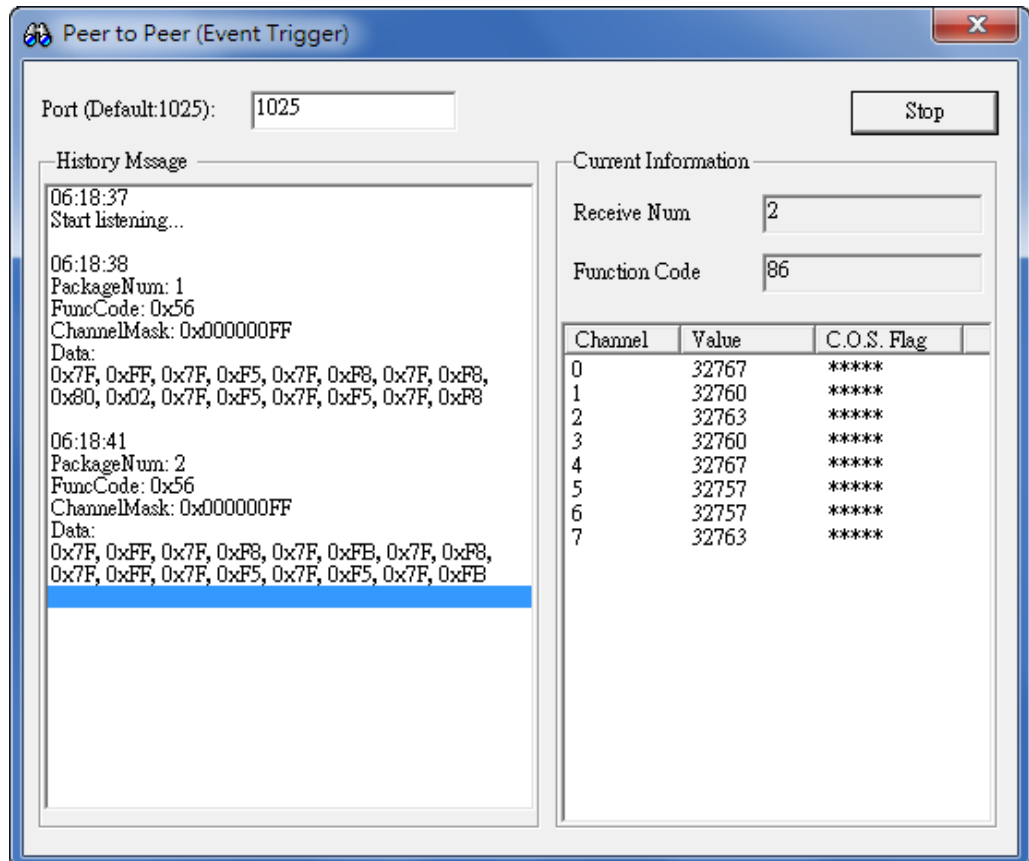 Peer to Peer (Event Trigger)
Port (Default:1025): 1025
Stop
History Mssage
06:18:37
Start listening...
06:18:38
PackageNum: 1
FuncCode: 0x56
ChannelMask: 0x000000FF
Data:
0x7F, 0xFF, 0x7F, 0xF5, 0x7F, 0xF8, 0x7F, 0xF8,
0x80, 0x02, 0x7F, 0xF5, 0x7F, 0xF5, 0x7F, 0xF8
06:18:41
PackageNum: 2
FuncCode: 0x56
ChannelMask: 0x000000FF
Data:
0x7F, 0xFF, 0x7F, 0xF8, 0x7F, 0xFB, 0x7F, 0xF8,
0x7F, 0xFF, 0x7F, 0xF5, 0x7F, 0xF5, 0x7F, 0xFB
Current Information
Receive Num 2
Function Code 86
Channel Value C.O.S. Flag
0 32767 *****
1 32760 *****
2 32763 *****
3 32760 *****
4 32767 *****
5 32757 *****
6 32757 *****
7 32763 *****